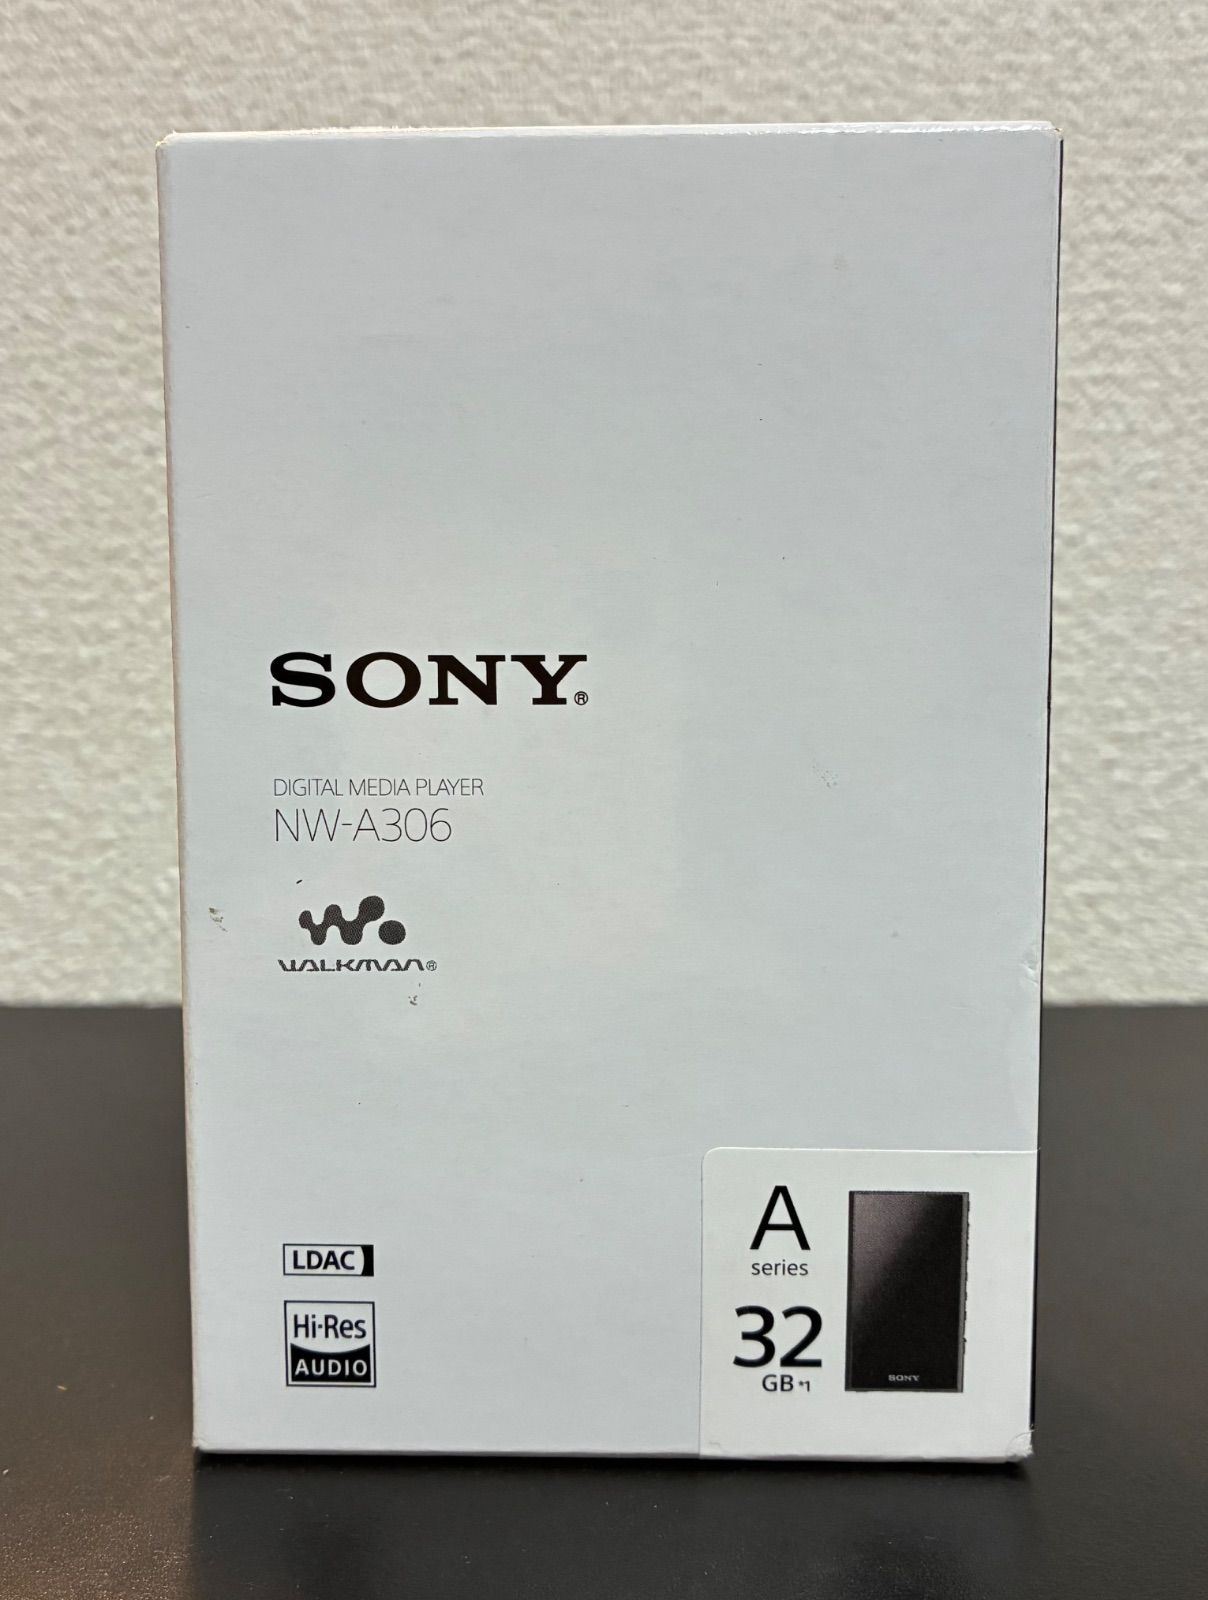 SONY®
DIGITAL MEDIA PLAYER
NW-A306
WALKMAN®
LDAC
Hi-Res
AUDIO
A
series
32
GB *1
SONY